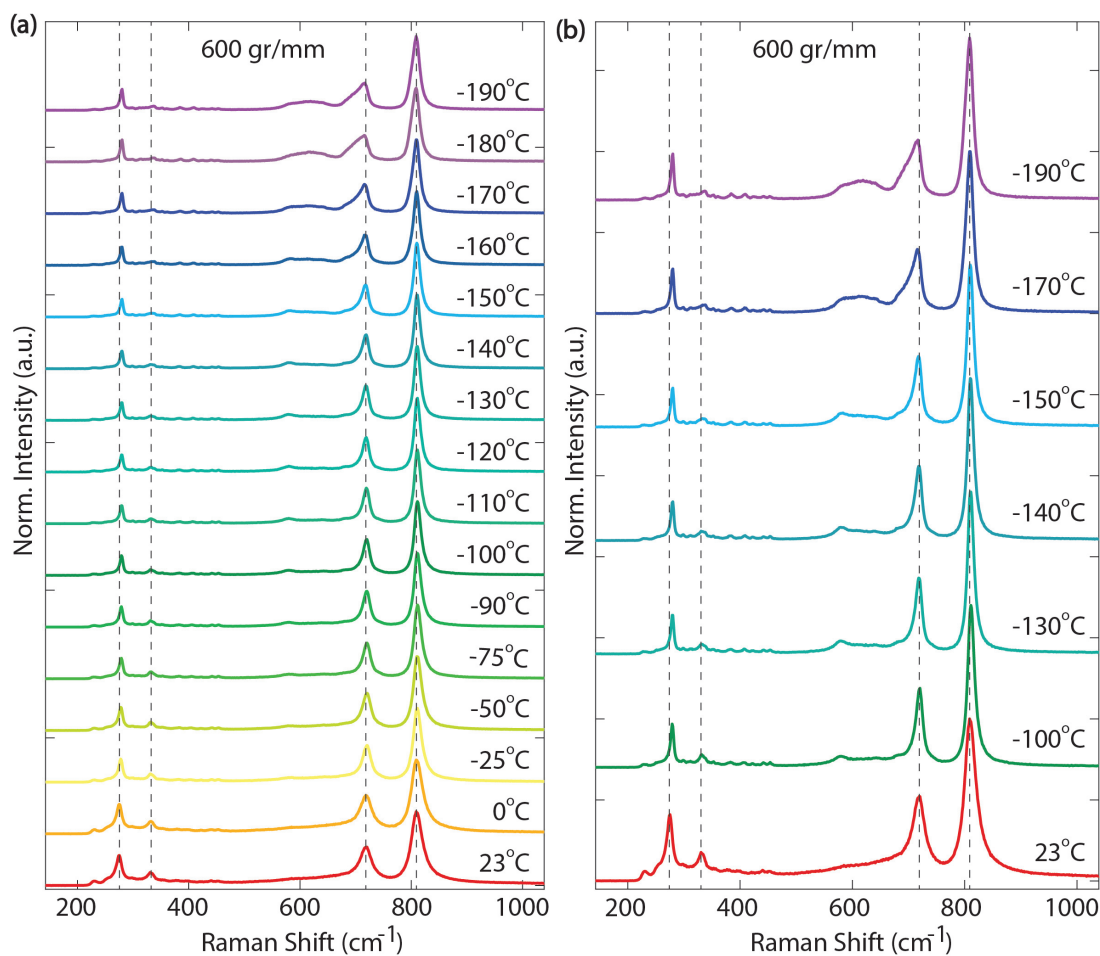 (a)
600 gr/mm
-190°C
-180°C
-170°C
-160°C
-150°C
-140°C
-130°C
-120°C
-110°C
-100°C
-90°C
-75°C
-50°C
-25°C
0°C
23°C
Norm. Intensity (a.u.)
200 400 600 800 1000
Raman Shift (cm⁻¹)
(b)
600 gr/mm
-190°C
-170°C
-150°C
-140°C
-130°C
-100°C
23°C
Norm. Intensity (a.u.)
200 400 600 800 1000
Raman Shift (cm⁻¹)